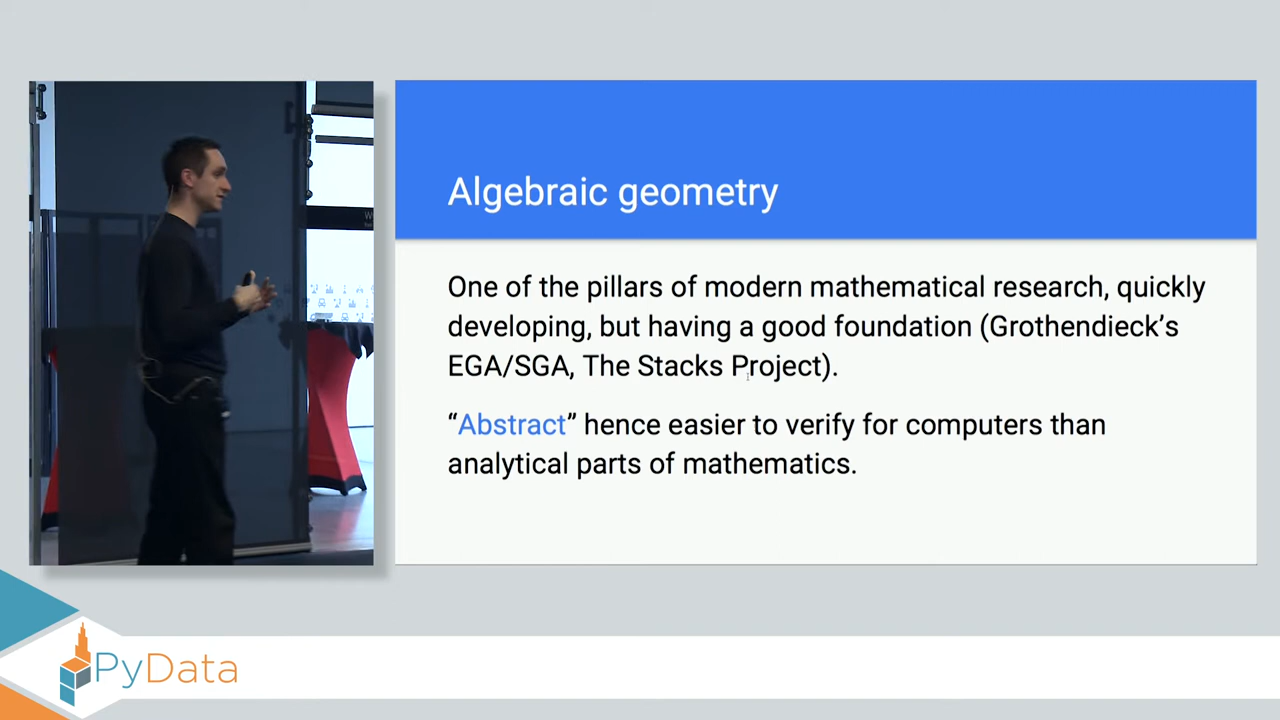 Algebraic geometry
One of the pillars of modern mathematical research, quickly
developing, but having a good foundation (Grothendieck’s
EGA/SGA, The Stacks Project).
“Abstract” hence easier to verify for computers than
analytical parts of mathematics.
PyData